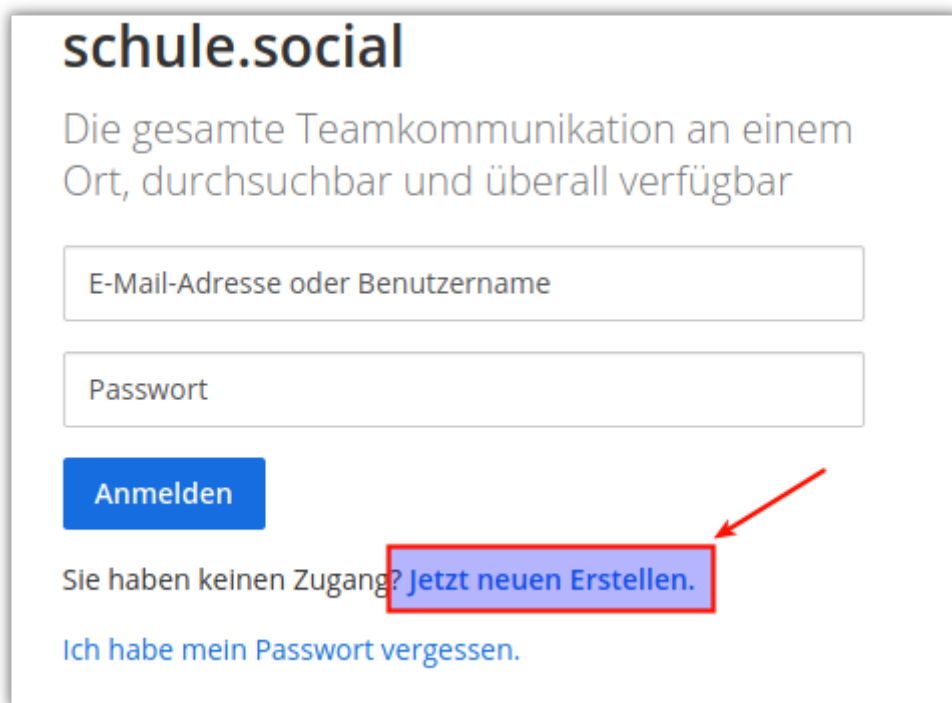 schule.social
Die gesamte Teamkommunikation an einem
Ort, durchsuchbar und überall verfügbar
E-Mail-Adresse oder Benutzername
Passwort
Anmelden
Sie haben keinen Zugang? Jetzt neuen Erstellen.
Ich habe mein Passwort vergessen.